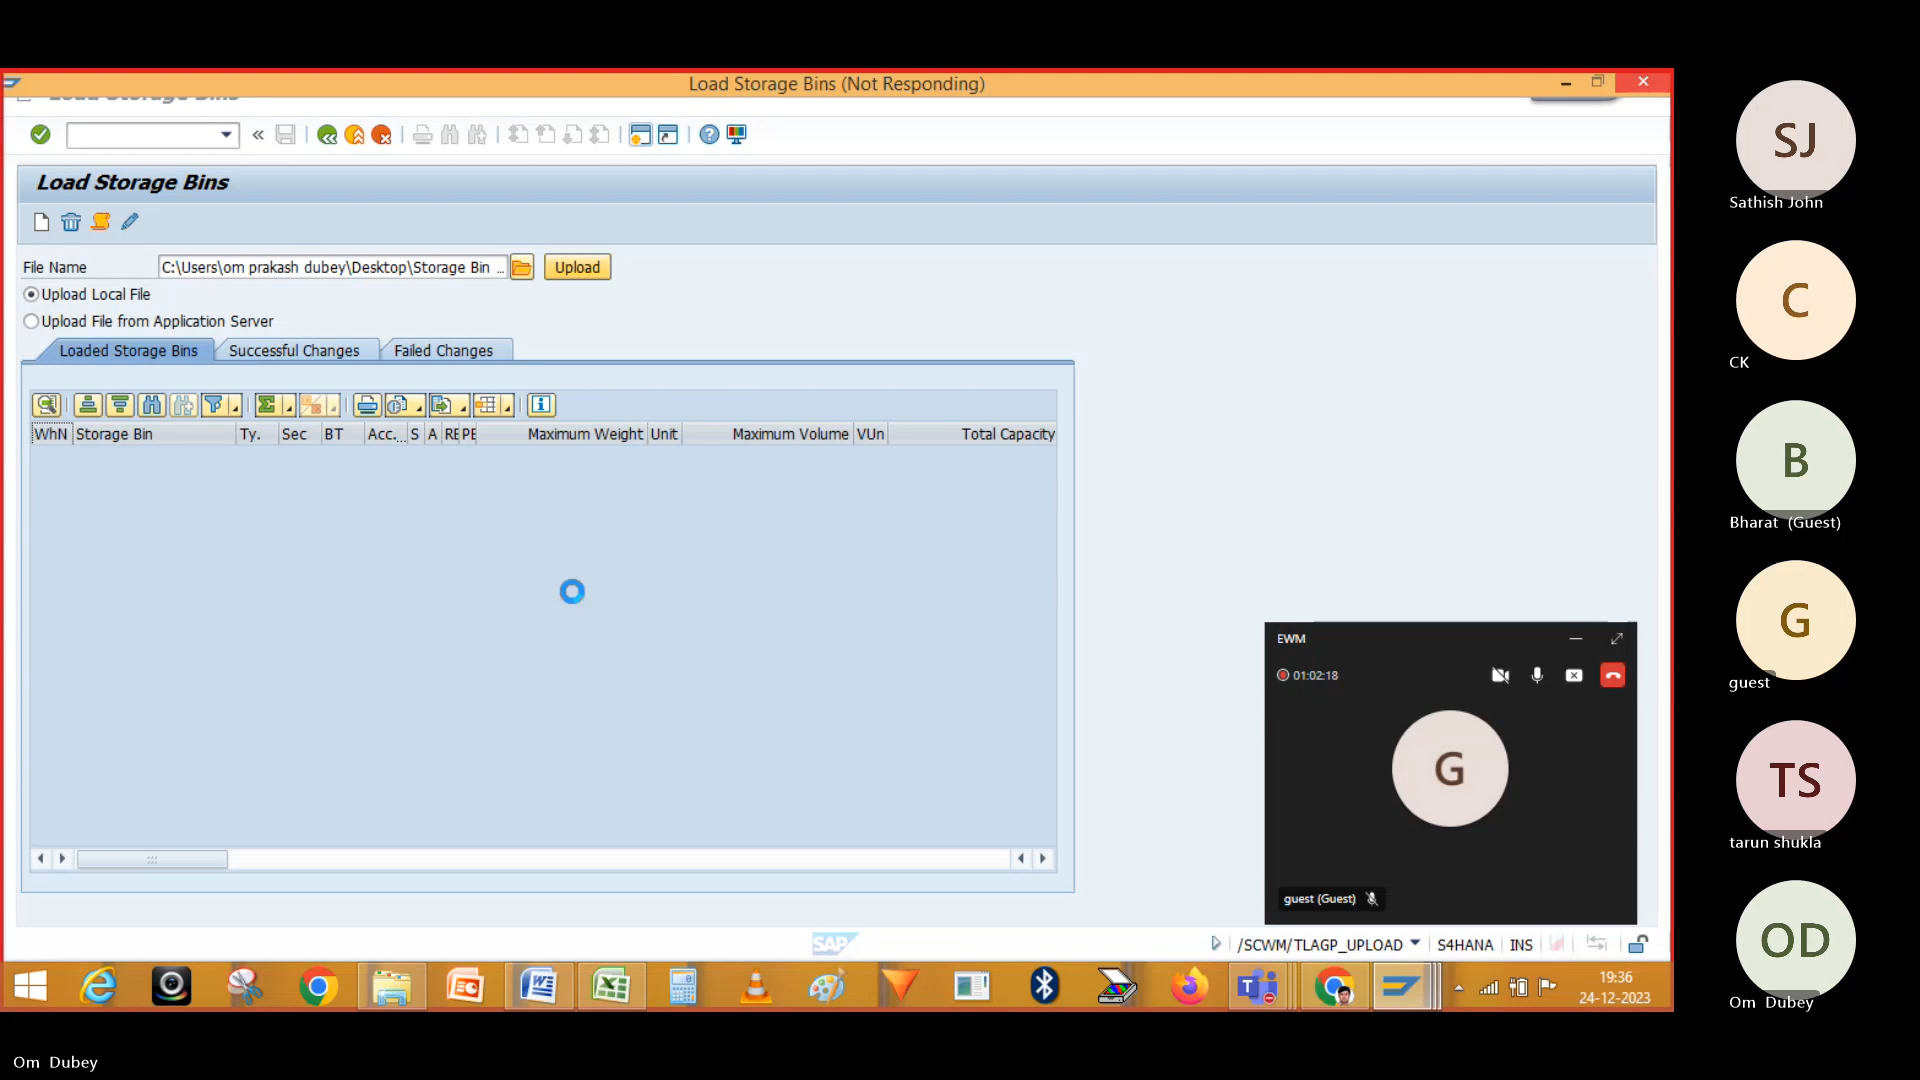 Load Storage Bins (Not Responding)
Load Storage Bins
Load Storage Bins
File Name C:\Users\om prakash dubey\Desktop\Storage Bin ... Upload
Upload Local File
Upload File from Application Server
Loaded Storage Bins Successful Changes Failed Changes
WhN Storage Bin Ty. Sec BT Acc... S A RE PE Maximum Weight Unit Maximum Volume VUn Total Capacity
EWM
01:02:18
G
guest (Guest)
SAP /SCWM/TLAGP_UPLOAD S4HANA INS
19:36
24-12-2023
SJ
Sathish John
C
CK
B
Bharat (Guest)
G
guest
TS
tarun shukla
OD
Om Dubey
Om Dubey